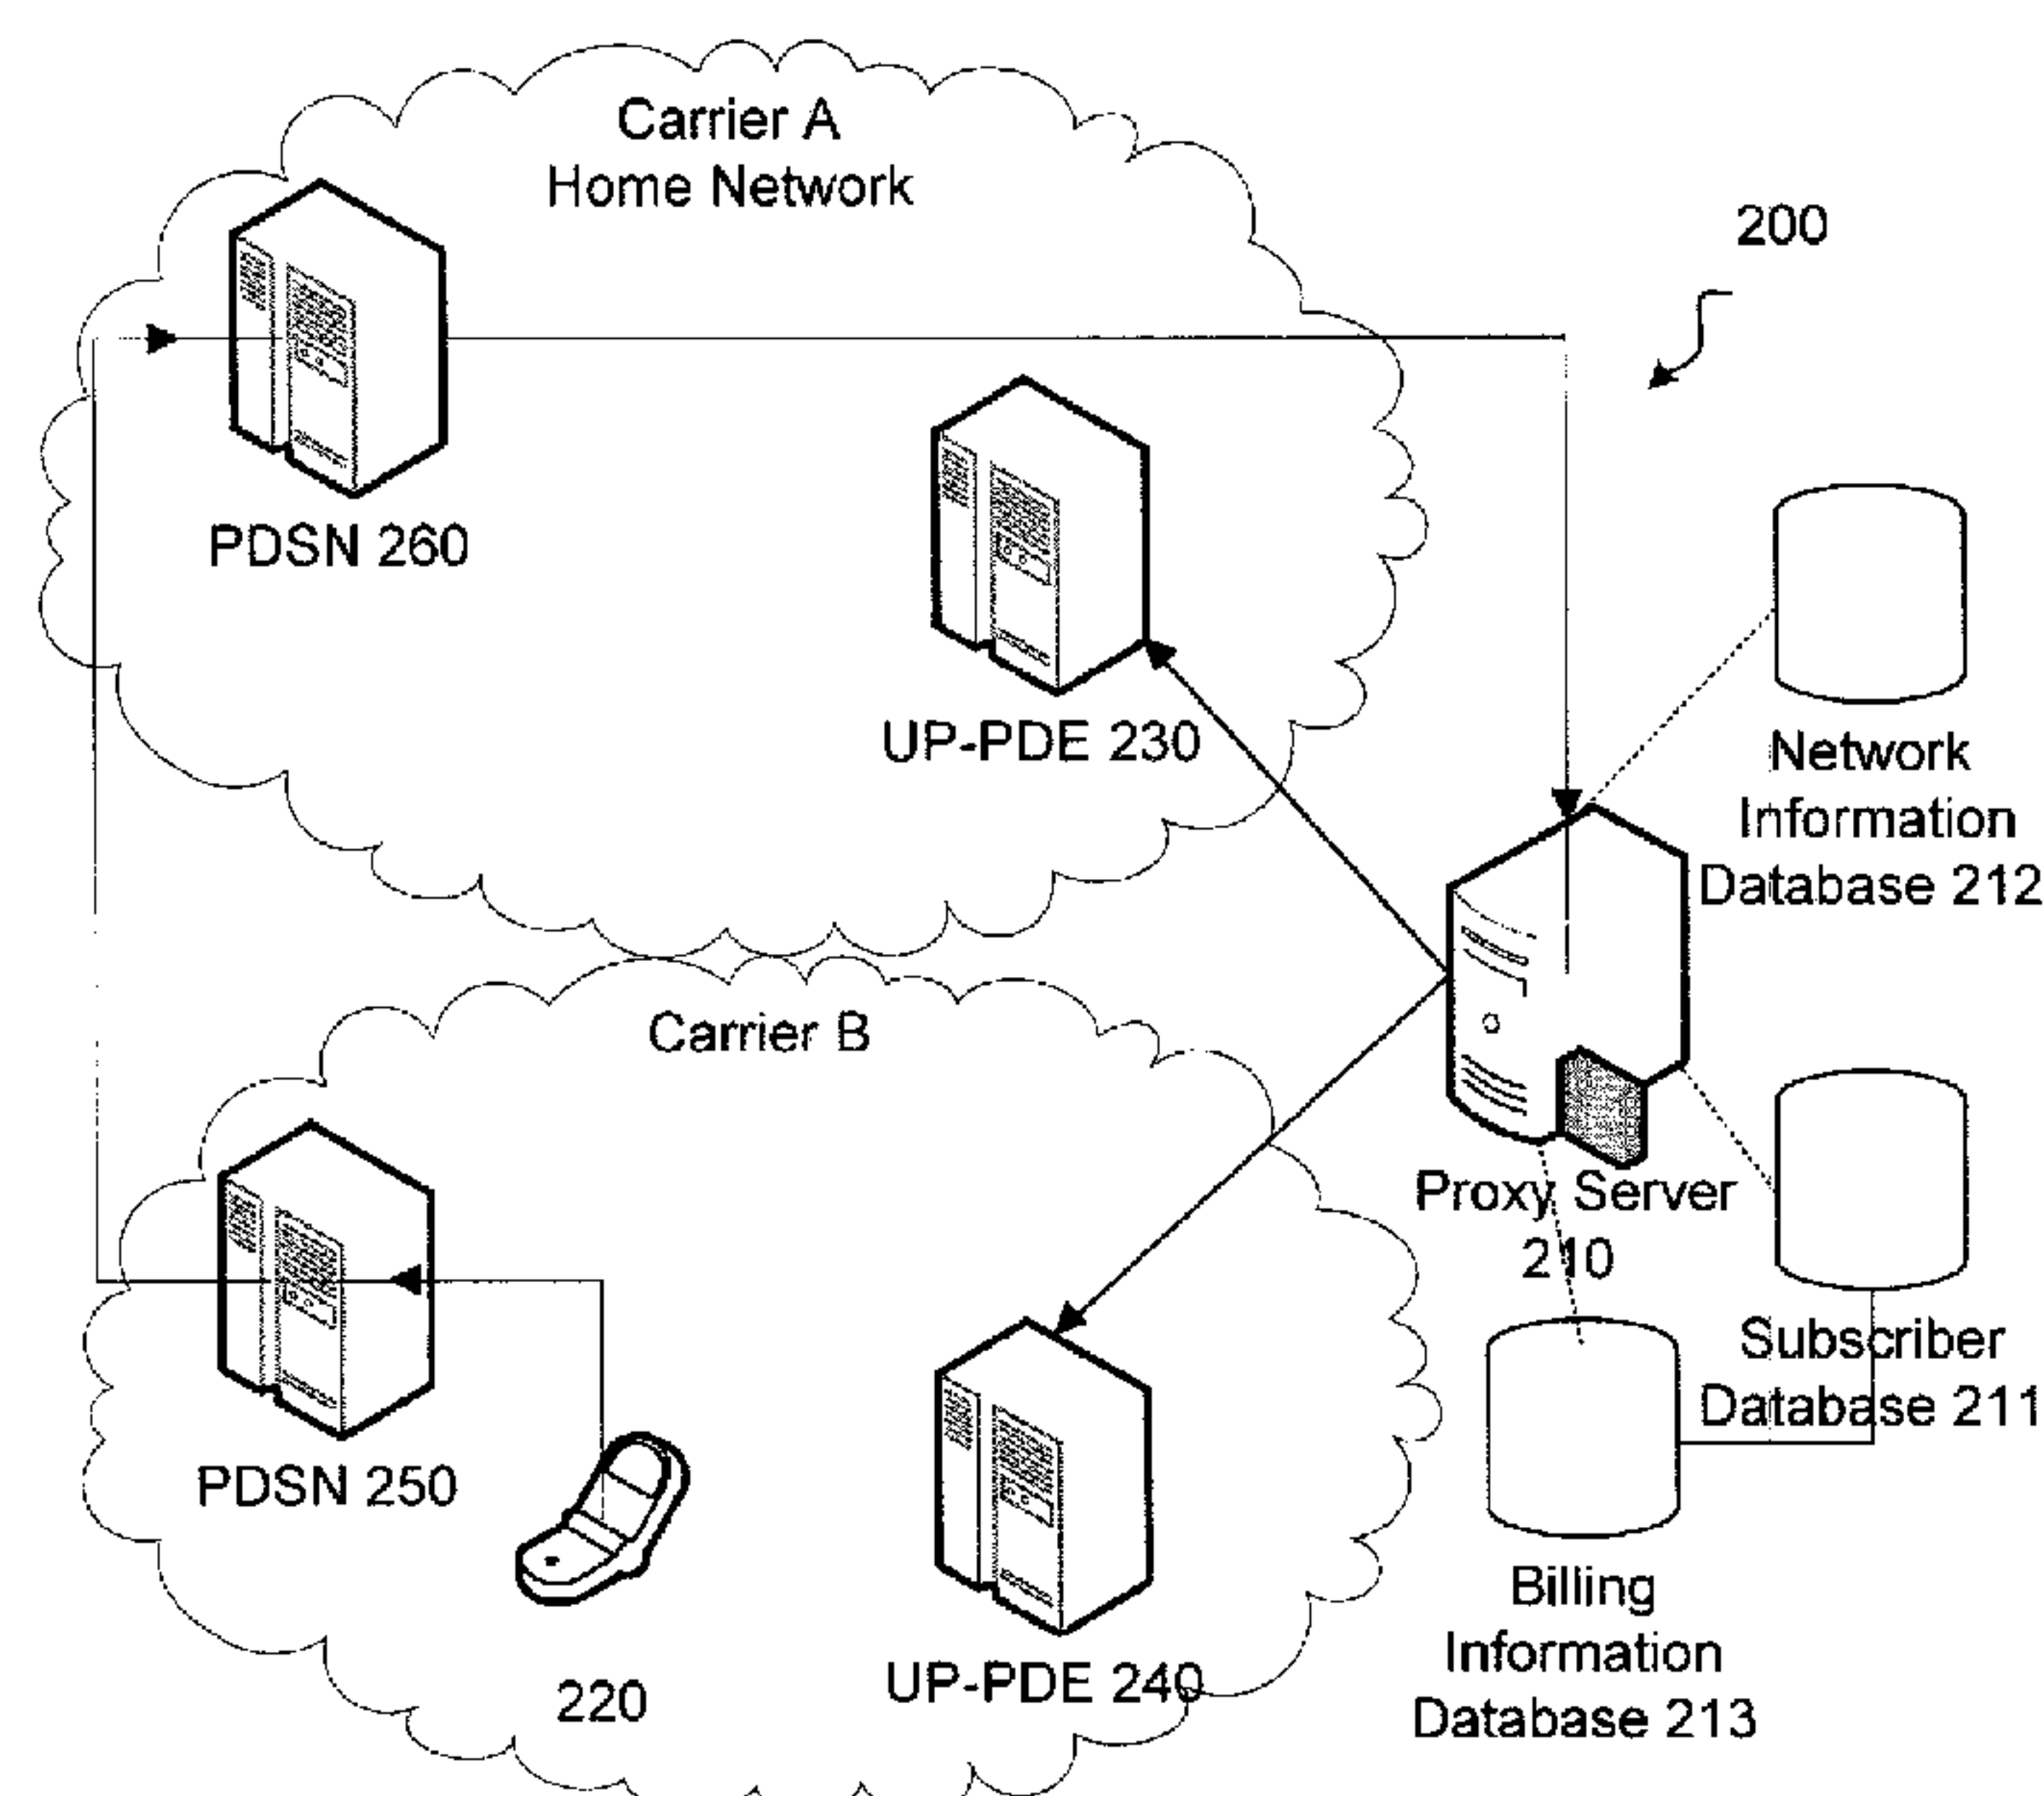 Carrier A
Home Network
200
PDSN 260
UP-PDE 230
Network
Information
Database 212
Carrier B
Proxy Server
210
Subscriber
Database 211
PDSN 250
220
UP-PDE 240
Billing
Information
Database 213